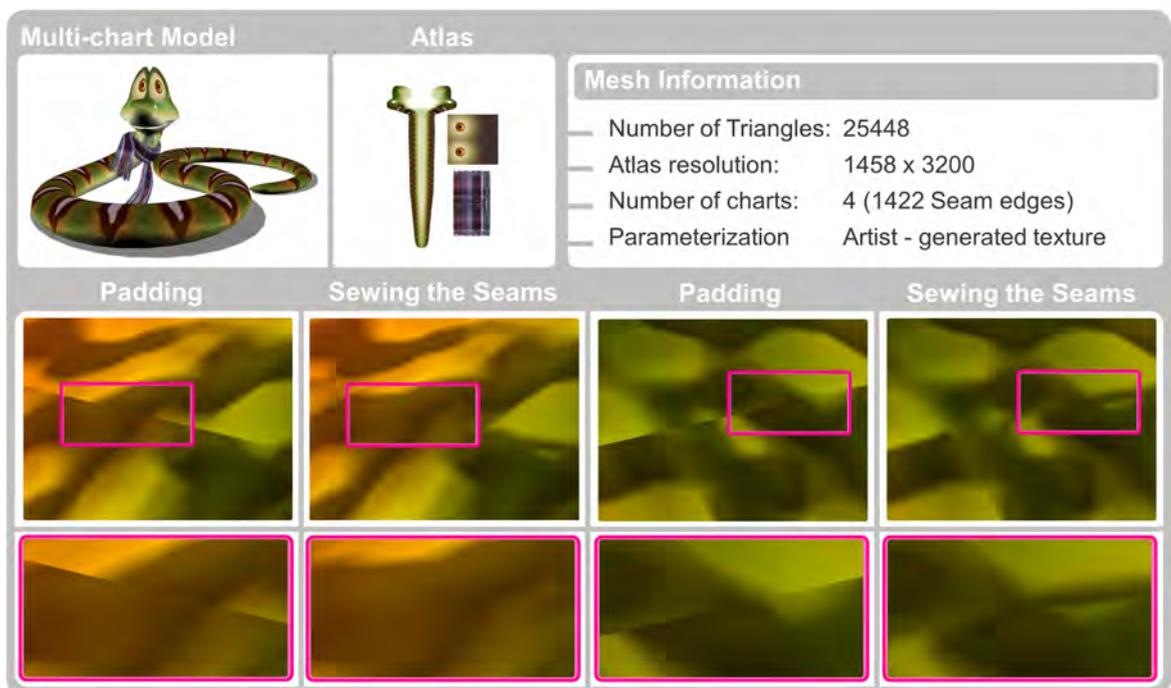 Multi-chart Model
Atlas
Mesh Information
Number of Triangles: 25448
Atlas resolution: 1458 x 3200
Number of charts: 4 (1422 Seam edges)
Parameterization Artist - generated texture
Padding
Sewing the Seams
Padding
Sewing the Seams